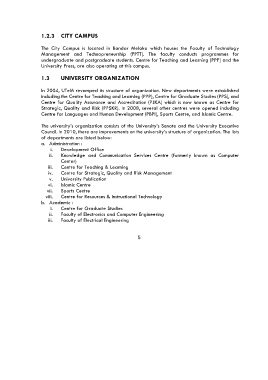 1.2.3 CITY CAMPUS
The City Campus is located in Bandar Melaka which houses the Faculty of Technology
Management and Technopreneurship (FPTT). The faculty conducts programmes for
undergraduate and postgraduate students. Centre for Teaching and Learning (PPP) and the
University Press, are also operating at this campus.
1.3 UNIVERSITY ORGANIZATION
In 2004, UTeM revamped its structure of organization. New departments were established
including the Centre for Teaching and Learning (PPP), Centre for Graduate Studies (PPS), and
Centre for Quality Assurance and Accreditation (PJKA) which is now known as Centre for
Strategic, Quality and Risk (PPSKR). In 2008, several other centres were opened including
Centre for Languages and Human Development (PBPI), Sports Centre, and Islamic Centre.
The university's organization consists of the University's Senate and the University Executive
Council. In 2010, there are improvements on the university's structure of organization. The lists
of departments are listed below:
a. Administration :
i. Development Office
ii. Knowledge and Communication Services Centre (formerly known as Computer
Center)
iii. Centre for Teaching & Learning
iv. Centre for Strategic, Quality and Risk Management
v. University Publication
vi. Islamic Centre
vii. Sports Centre
viii. Centre for Resources & Instructional Technology
b. Academic :
i. Centre for Graduate Studies
ii. Faculty of Electronics and Computer Engineering
iii. Faculty of Electrical Engineering
5